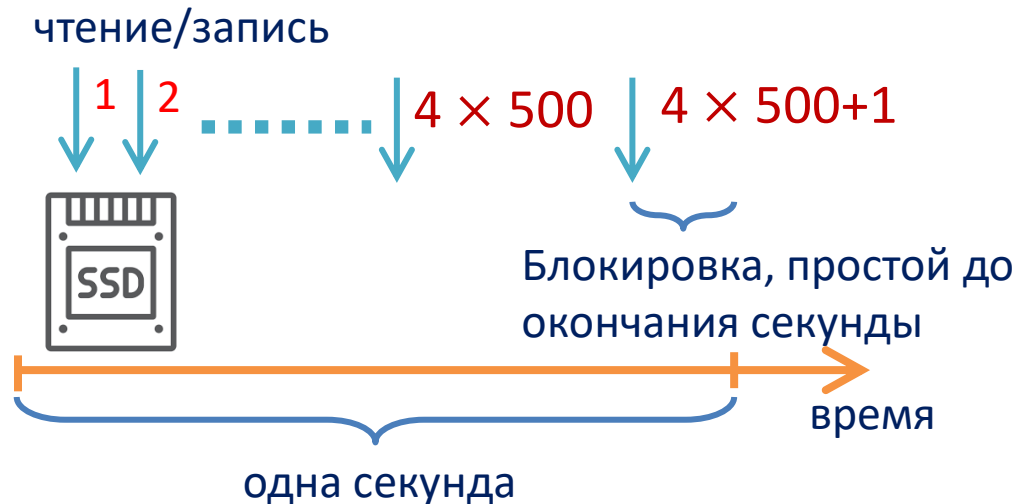 чтение/запись
1 2 4 × 500 4 × 500+1
SSD
Блокировка, простой до
окончания секунды
время
одна секунда